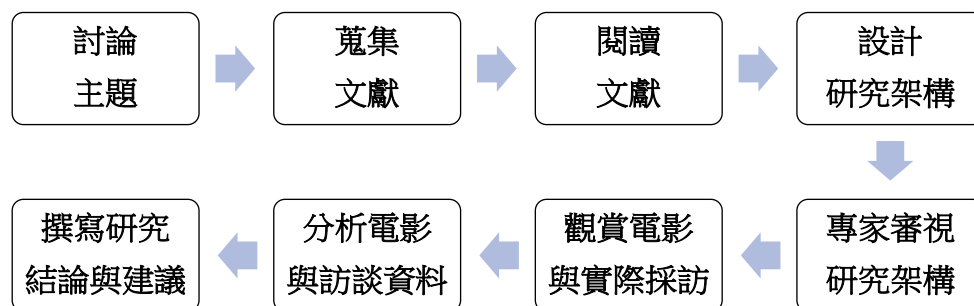 討論
主題
蒐集
文獻
閱讀
文獻
設計
研究架構
專家審視
研究架構
觀賞電影
與實際採訪
分析電影
與訪談資料
撰寫研究
結論與建議